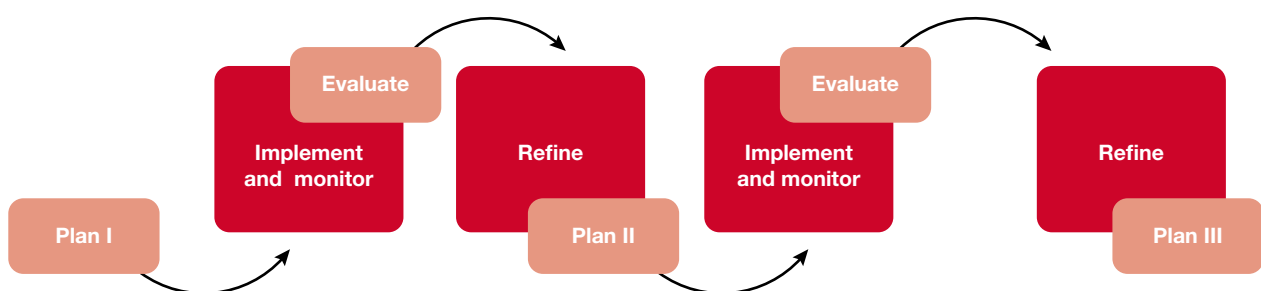 Plan I
Evaluate
Implement
and monitor
Refine
Plan II
Evaluate
Implement
and monitor
Refine
Plan III